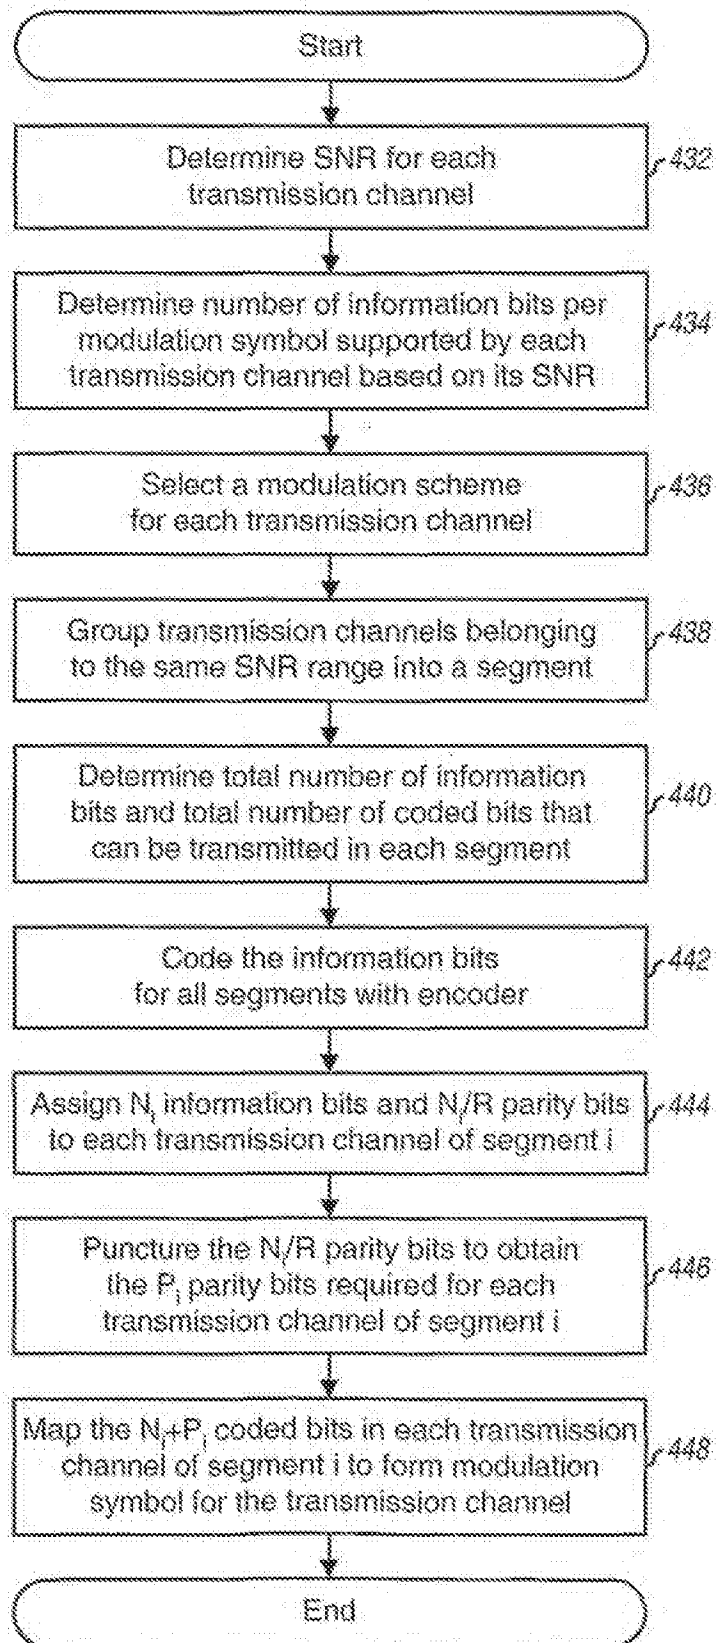 Start
Determine SNR for each
transmission channel
432
Determine number of information bits per
modulation symbol supported by each
transmission channel based on its SNR
434
Select a modulation scheme
for each transmission channel
436
Group transmission channels belonging
to the same SNR range into a segment
438
Determine total number of information
bits and total number of coded bits that
can be transmitted in each segment
440
Code the information bits
for all segments with encoder
442
Assign Nᵢ information bits and Nᵢ/R parity bits
to each transmission channel of segment i
444
Puncture the Nᵢ/R parity bits to obtain
the Pᵢ parity bits required for each
transmission channel of segment i
446
Map the Nᵢ+Pᵢ coded bits in each transmission
channel of segment i to form modulation
symbol for the transmission channel
448
End